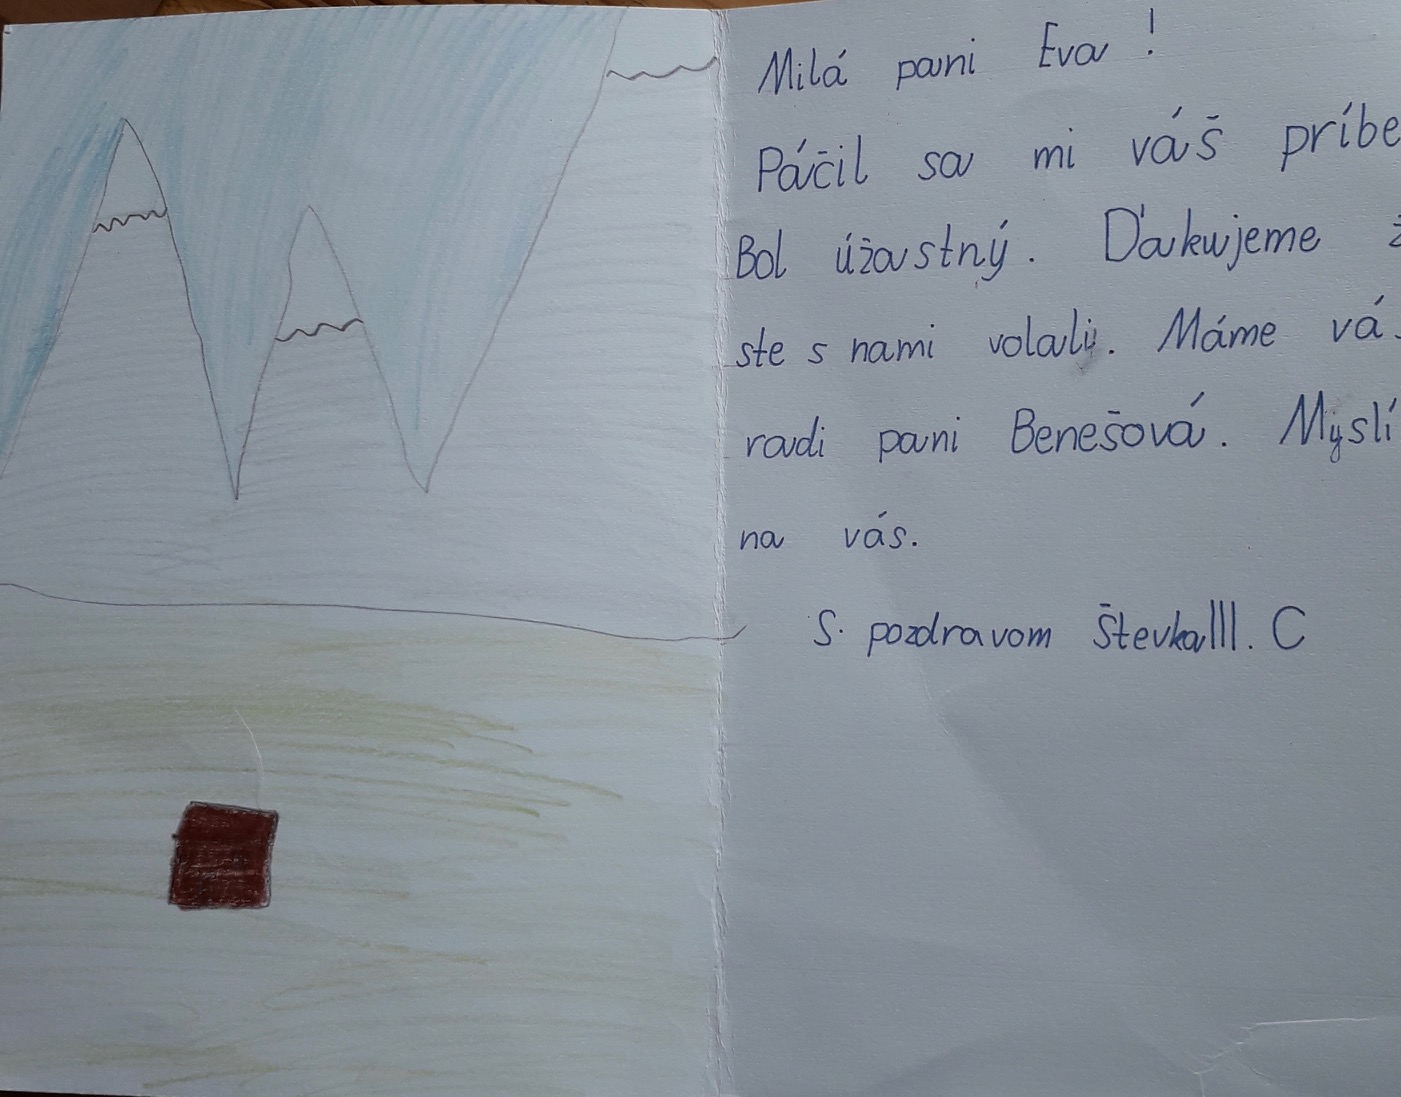 Milá pani Eva !
Páčil sa mi váš príbe
Bol úžastný. Ďakujeme ž
ste s nami volali. Máme vás
radi pani Benešová. Myslí
na vás.
S. pozdravom Števka III. C